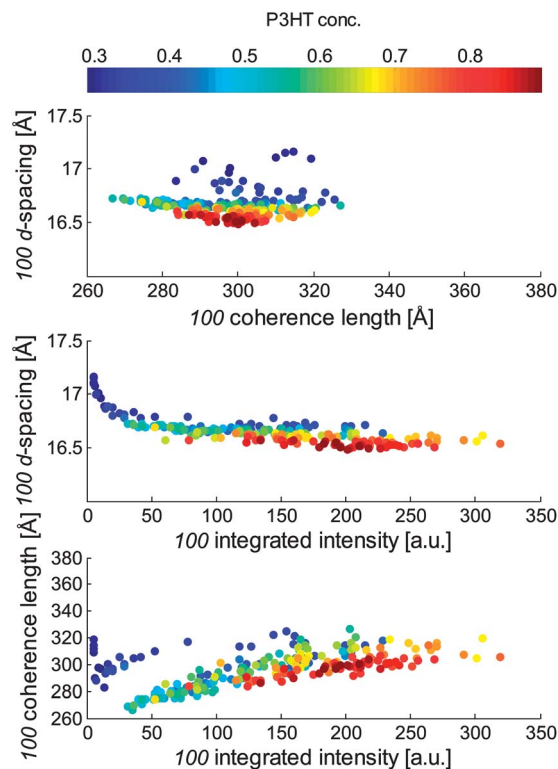 P3HT conc.
0.3 0.4 0.5 0.6 0.7 0.8
17.5
17
16.5
100 d-spacing [Å]
260 280 300 320 340 360 380
100 coherence length [Å]
17.5
17
16.5
100 d-spacing [Å]
0 50 100 150 200 250 300 350
100 integrated intensity [a.u.]
380
360
340
320
300
280
260
100 coherence length [Å]
0 50 100 150 200 250 300 350
100 integrated intensity [a.u.]